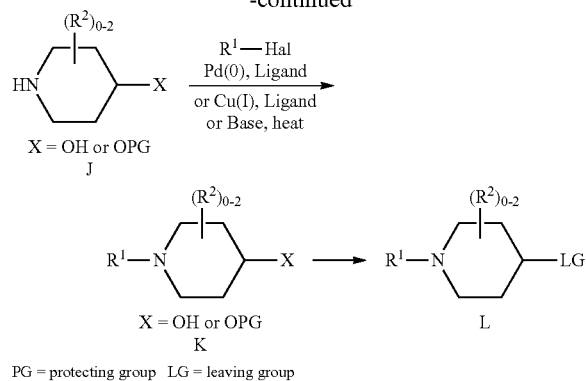 -continued
(R²)₀₋₂
HN
X
R¹—Hal
Pd(0), Ligand
or Cu(I), Ligand
or Base, heat
X = OH or OPG
J
(R²)₀₋₂
R¹—N
X
X = OH or OPG
K
(R²)₀₋₂
R¹—N
LG
L
PG = protecting group LG = leaving group